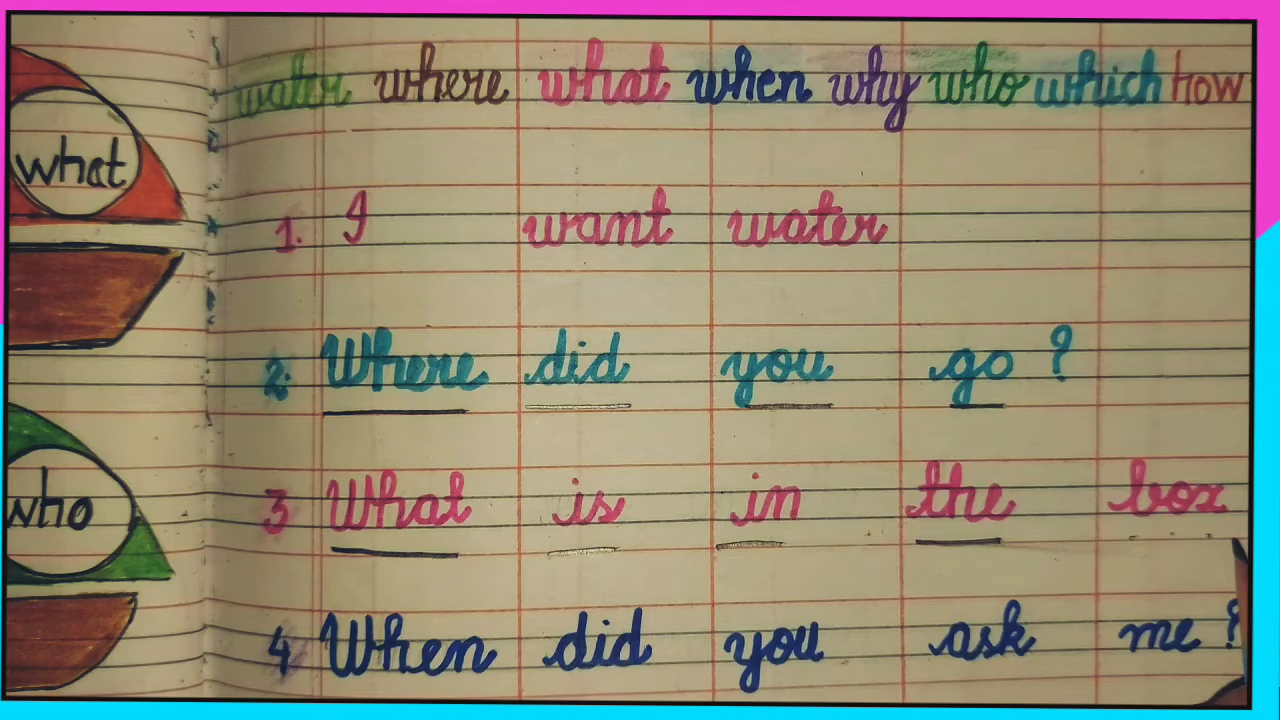 water where what when why who which how
what
1. I want water
2. Where did you go ?
who
3 What is in the box
4 When did you ask me ?